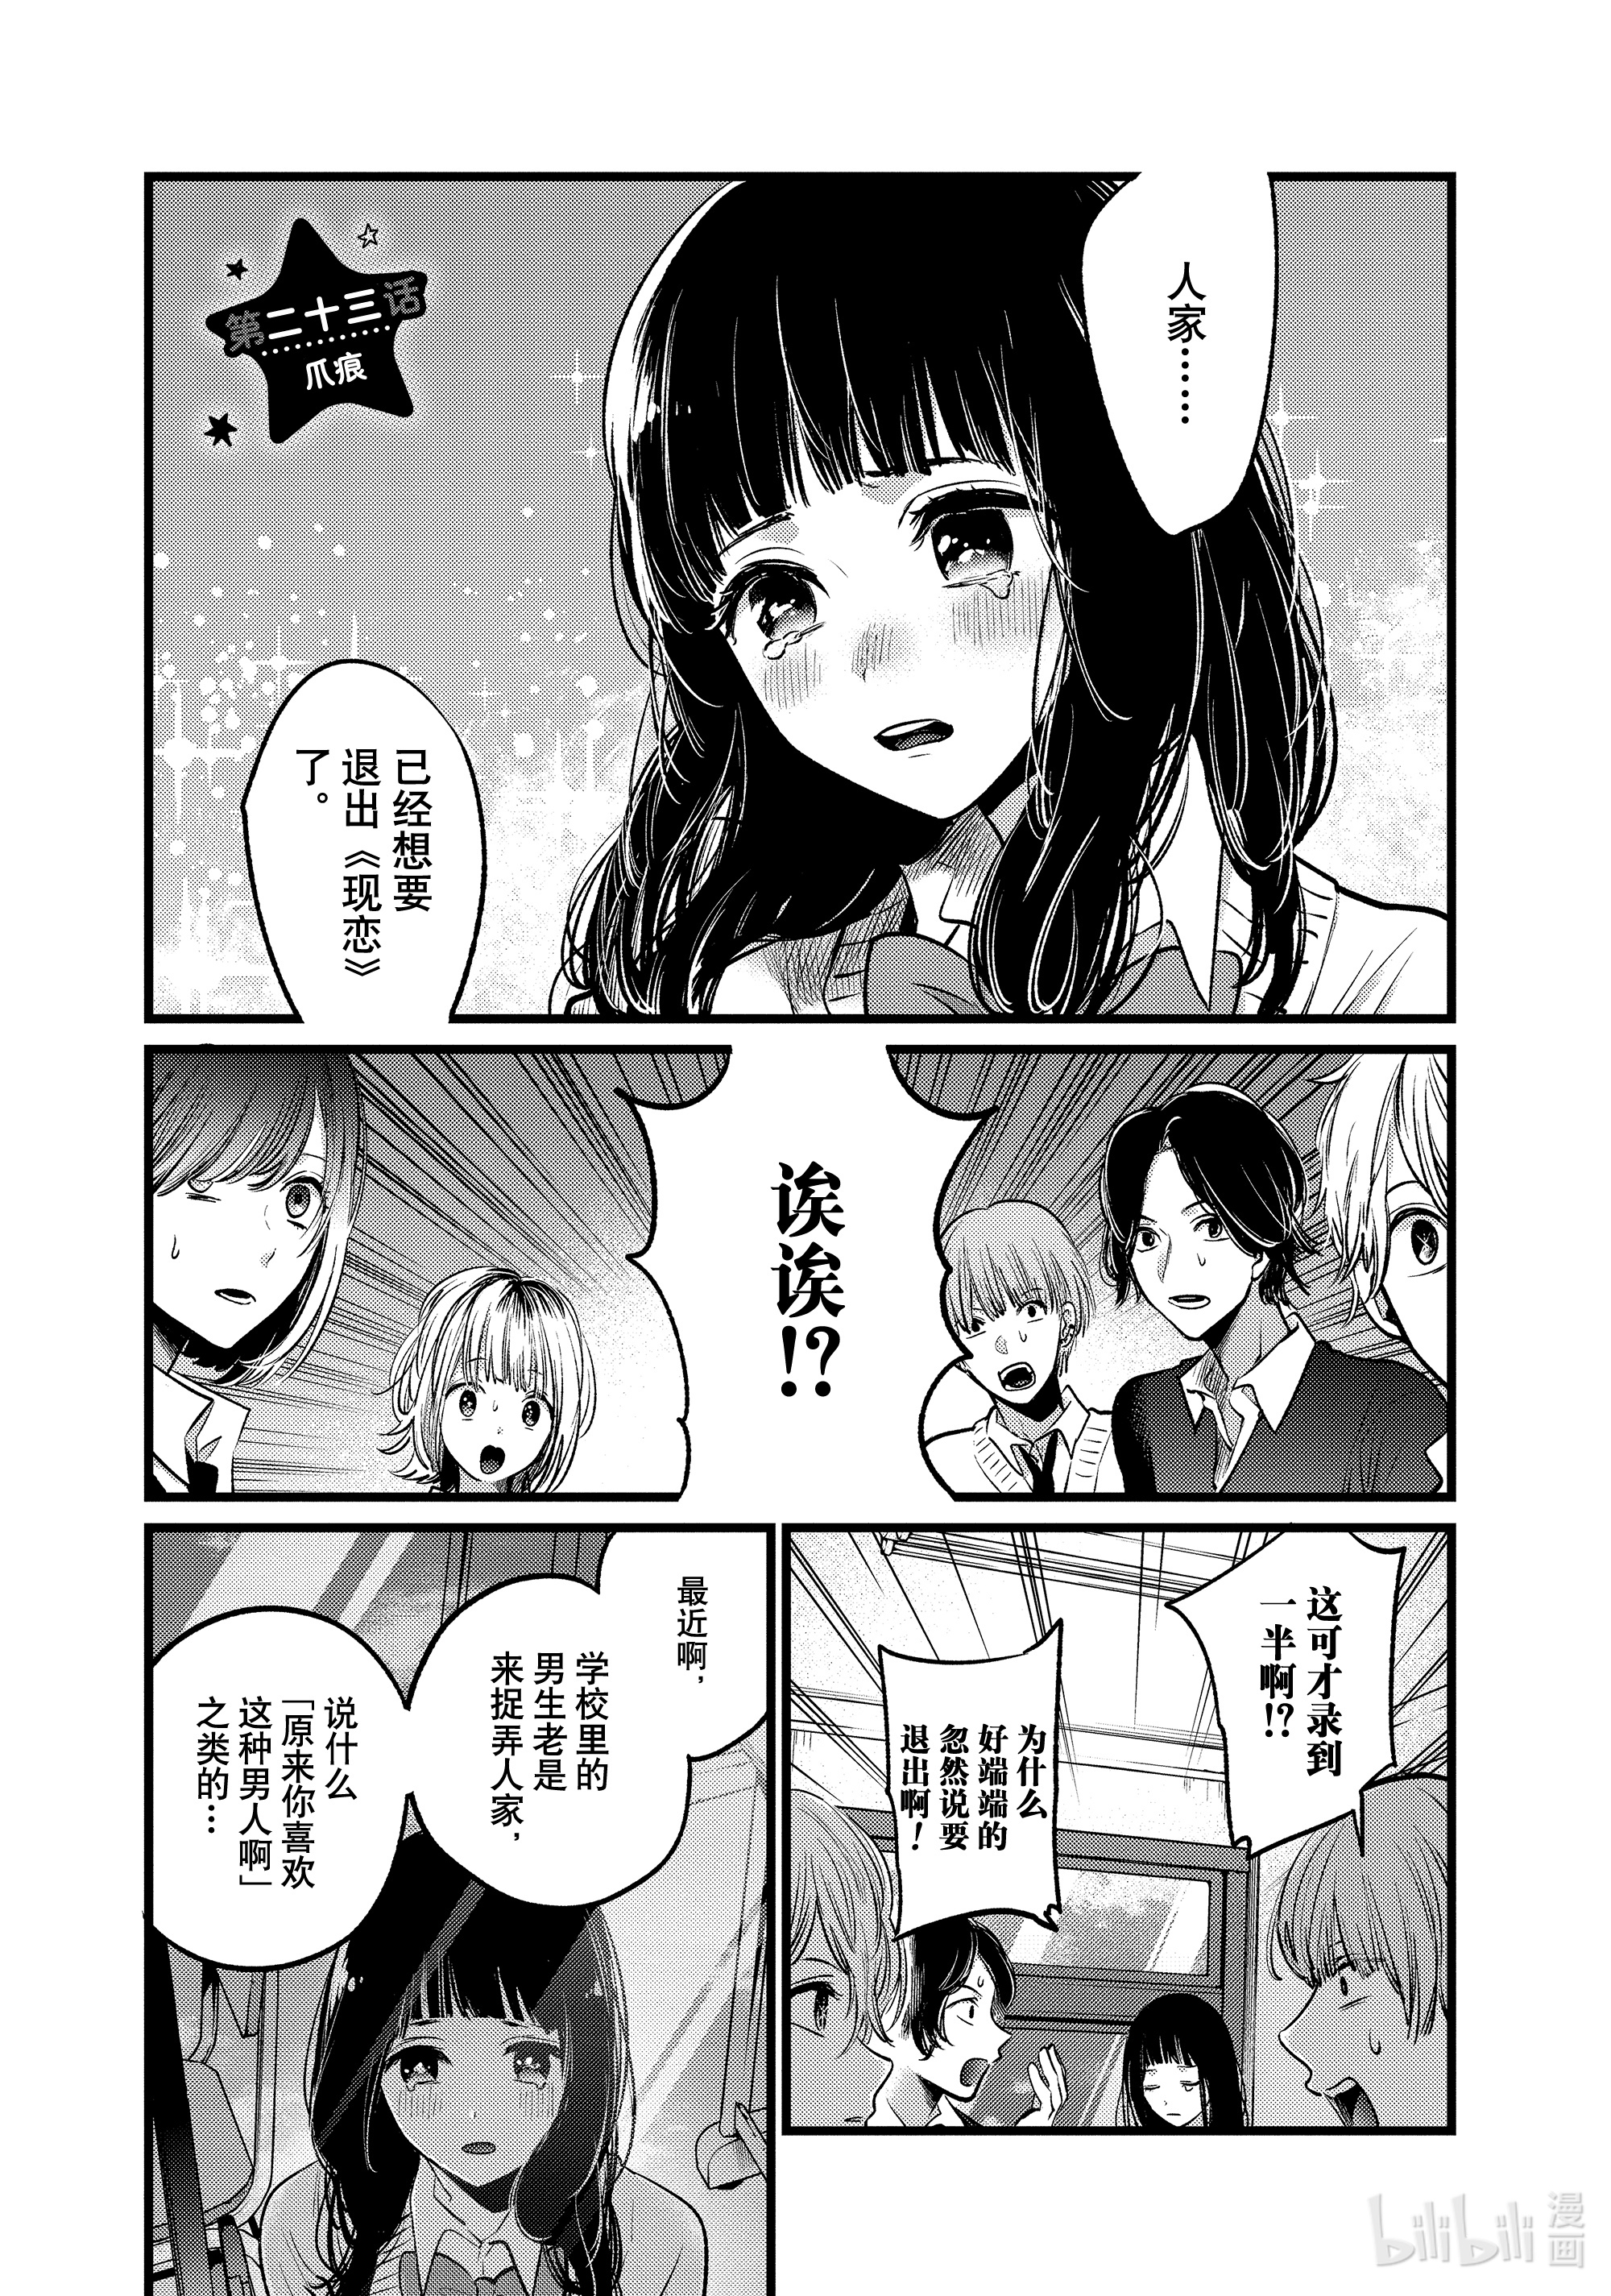 第二十三话
爪痕
人家……
已经想要
退出《现恋》
了。
诶诶!?
这可才录到
一半啊!?
为什么
好端端的
忽然说要
退出啊!
最近啊,
学校里的
男生老是
来捉弄人家,
说什么
「原来你喜欢
这种男人啊」
之类的…
bilibili
漫画